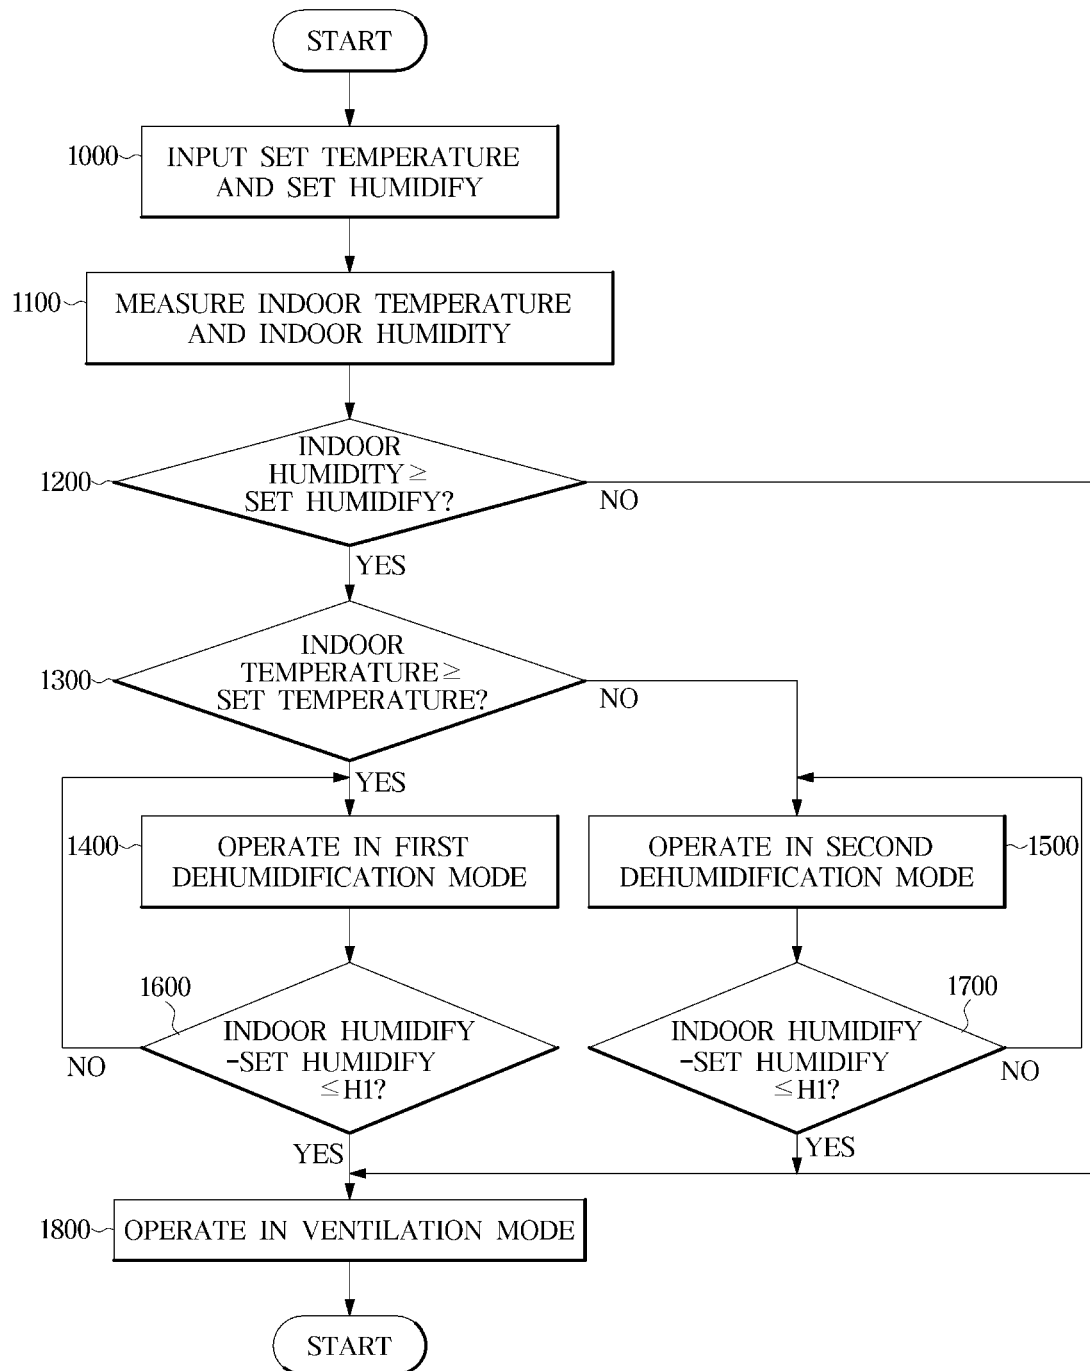 START
1000
INPUT SET TEMPERATURE
AND SET HUMIDIFY
1100
MEASURE INDOOR TEMPERATURE
AND INDOOR HUMIDITY
1200
INDOOR
HUMIDITY≥
SET HUMIDIFY?
NO
YES
1300
INDOOR
TEMPERATURE≥
SET TEMPERATURE?
NO
YES
1400
OPERATE IN FIRST
DEHUMIDIFICATION MODE
OPERATE IN SECOND
DEHUMIDIFICATION MODE
1500
1600
INDOOR HUMIDIFY
-SET HUMIDIFY
≤H1?
NO
YES
1700
INDOOR HUMIDIFY
-SET HUMIDIFY
≤H1?
NO
YES
1800
OPERATE IN VENTILATION MODE
START